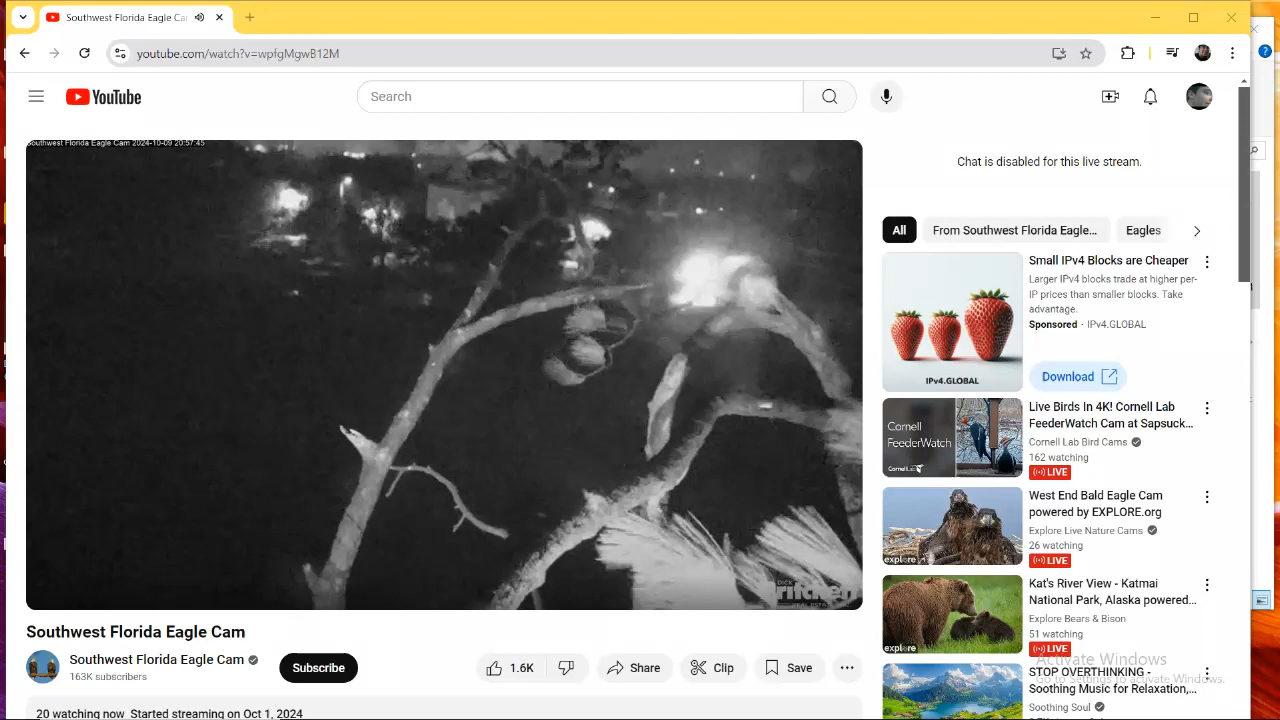 Southwest Florida Eagle Ca
youtube.com/watch?v=wpfgMgwB12M
YouTube
Search
Southwest Florida Eagle Cam 2024-10-09 20:57:45
Chat is disabled for this live stream.
All
From Southwest Florida Eagle...
Eagles
Small IPv4 Blocks are Cheaper
Larger IPv4 blocks trade at higher per-
IP prices than smaller blocks. Take
advantage.
Sponsored · IPv4.GLOBAL
IPv4.GLOBAL
Download
Cornell
FeederWatch
CornellLab
Live Birds In 4K! Cornell Lab
FeederWatch Cam at Sapsuck...
Cornell Lab Bird Cams
162 watching
LIVE
explore
West End Bald Eagle Cam
powered by EXPLORE.org
Explore Live Nature Cams
26 watching
LIVE
explore
Kat's River View - Katmai
National Park, Alaska powered...
Explore Bears & Bison
51 watching
LIVE
STOP OVERTHINKING -
Soothing Music for Relaxation,...
Soothing Soul
DICK
Pritchett
REAL ESTATE
Southwest Florida Eagle Cam
Southwest Florida Eagle Cam
163K subscribers
Subscribe
1.6K
Share
Clip
Save
20 watching now Started streaming on Oct 1, 2024
Activate Windows
Go to Settings to activate Windows.